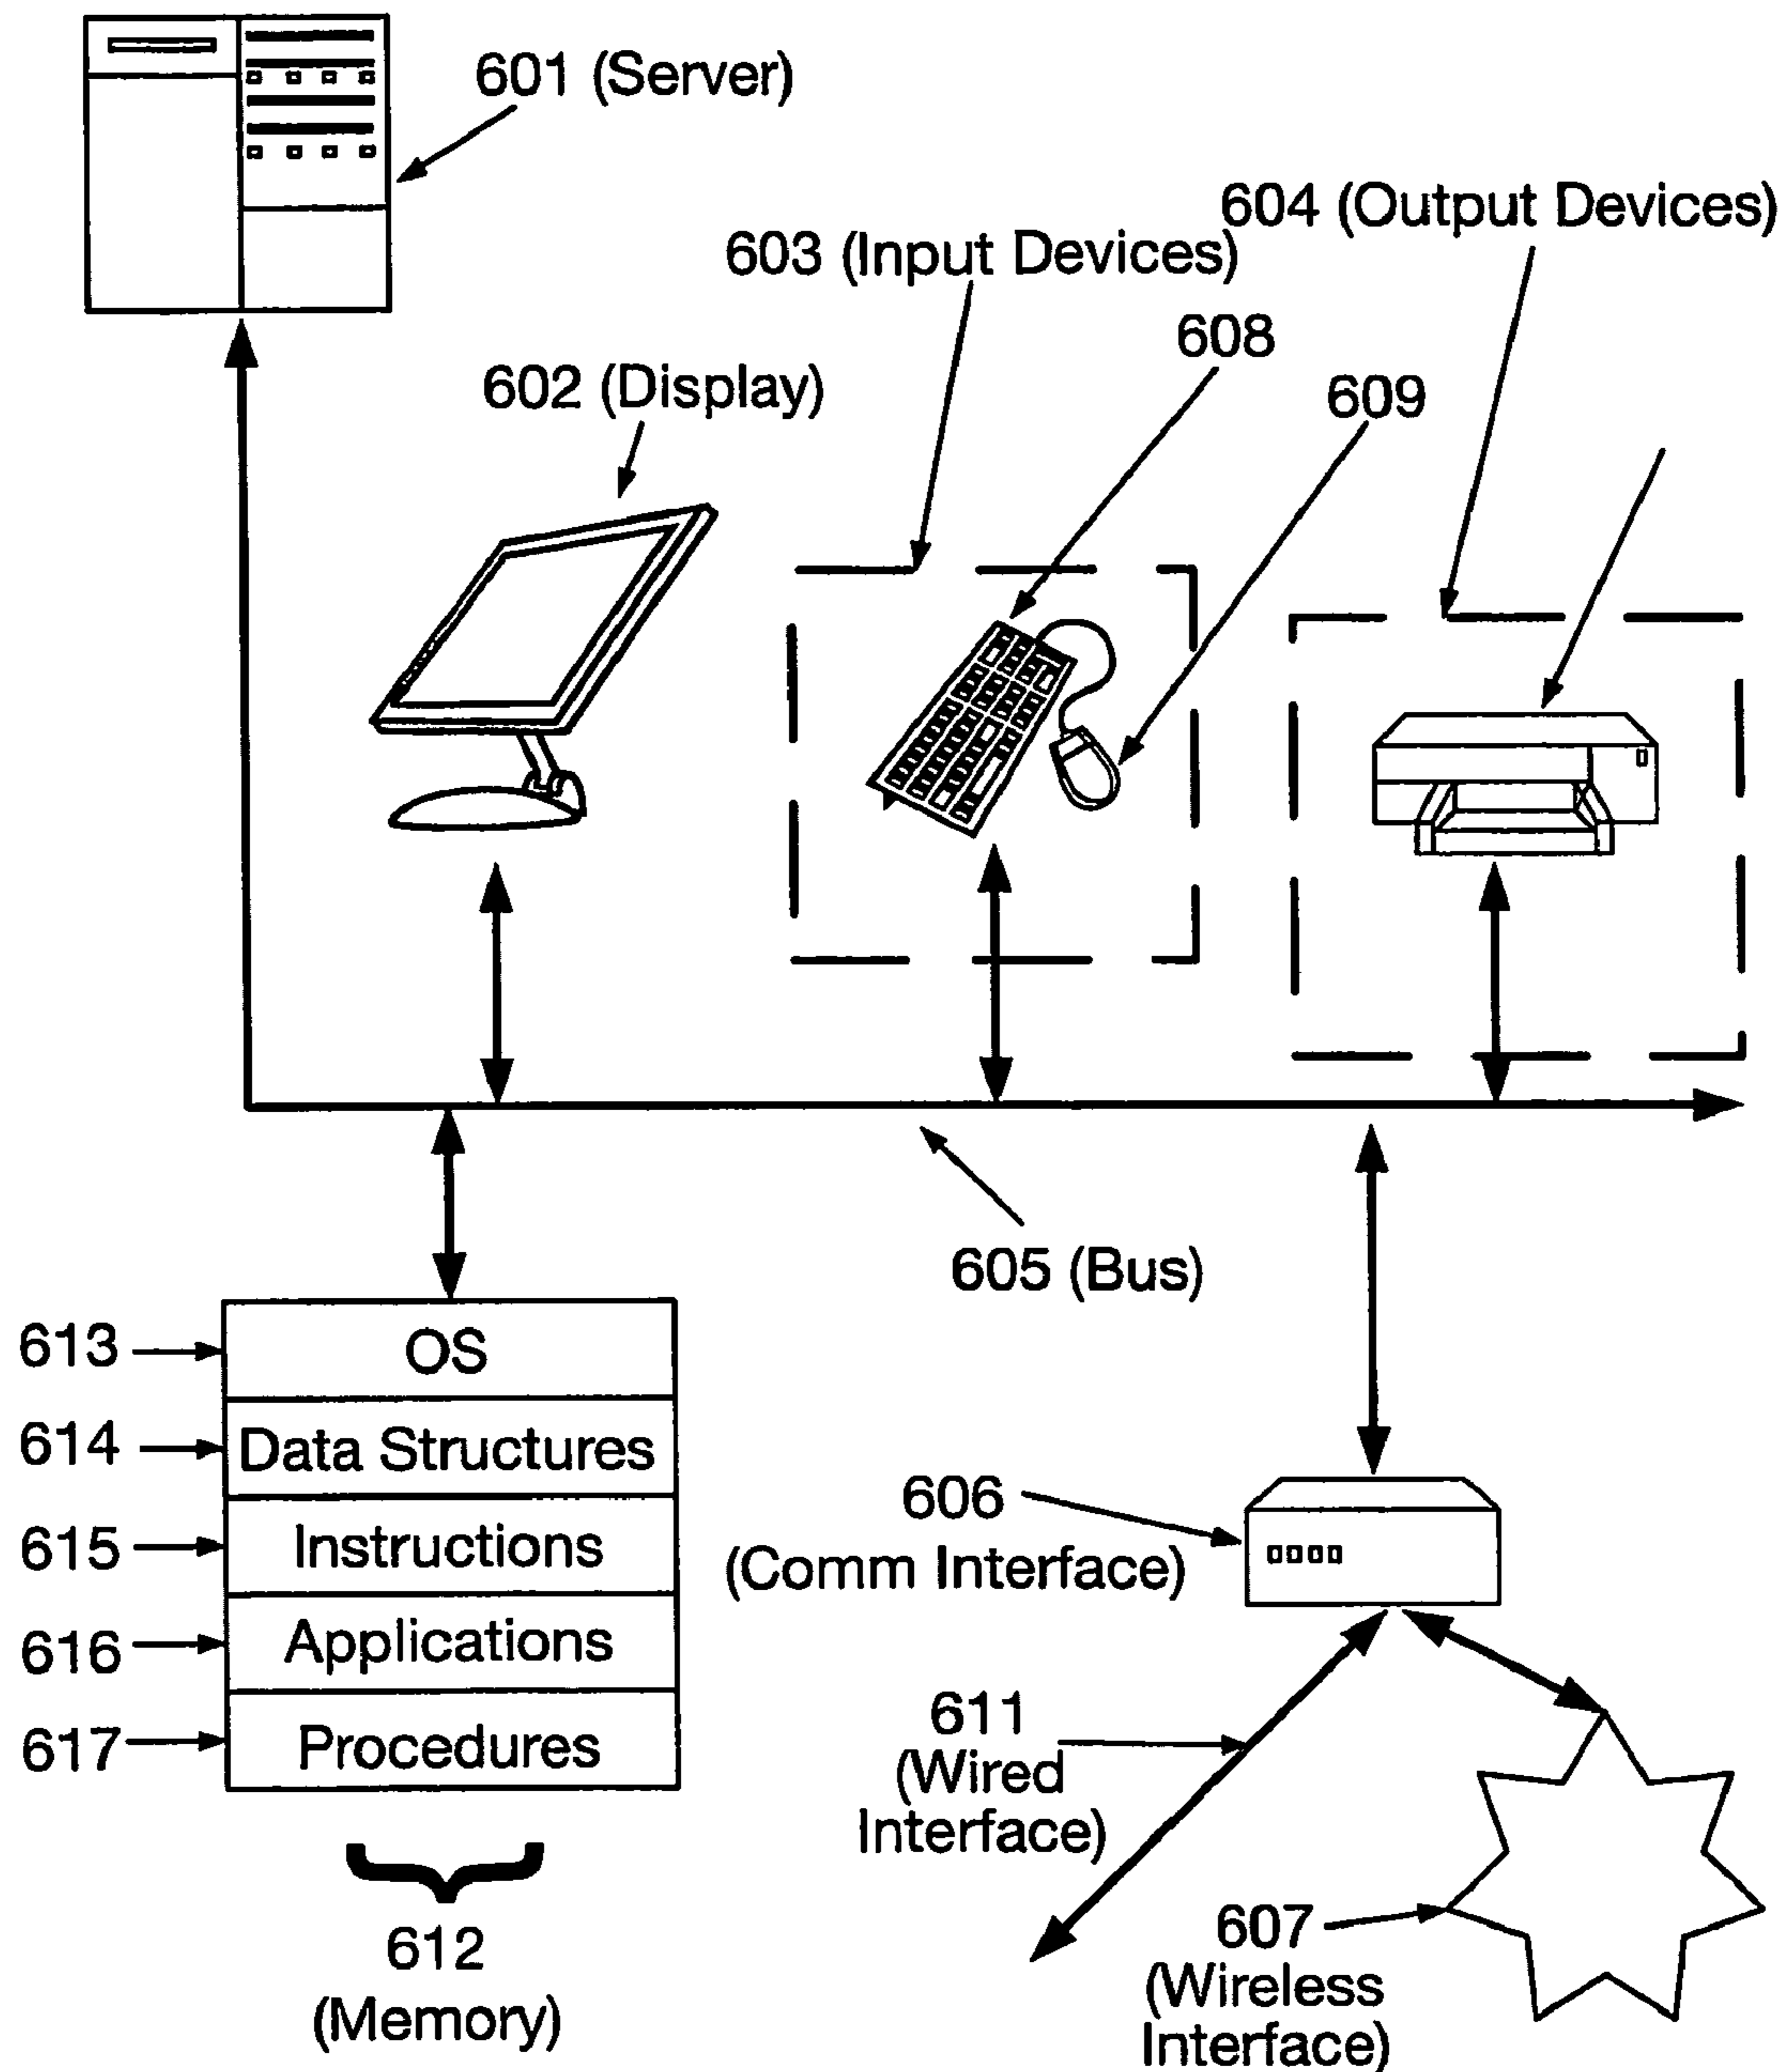 601 (Server)
604 (Output Devices)
603 (Input Devices)
608
602 (Display)
609
605 (Bus)
613
OS
614
Data Structures
615
Instructions
616
Applications
617
Procedures
606
(Comm Interface)
611
(Wired
Interface)
607
(Wireless
Interface)
612
(Memory)